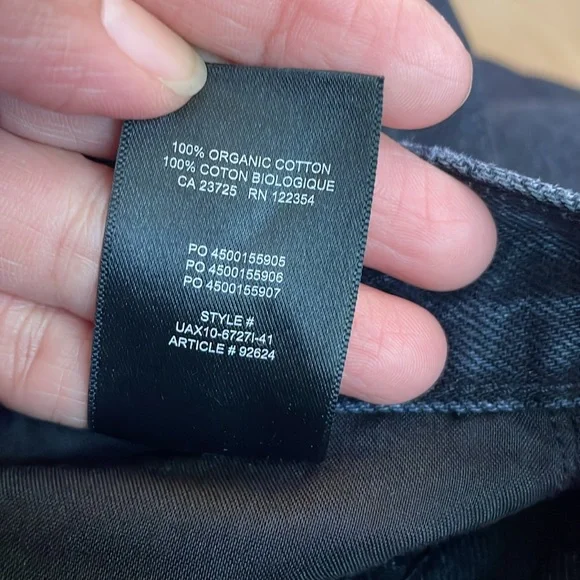 100% ORGANIC COTTON
100% COTON BIOLOGIQUE
CA 23725 RN 122354
PO 4500155905
PO 4500155906
PO 4500155907
STYLE #
UAX10-6727I-41
ARTICLE # 92624